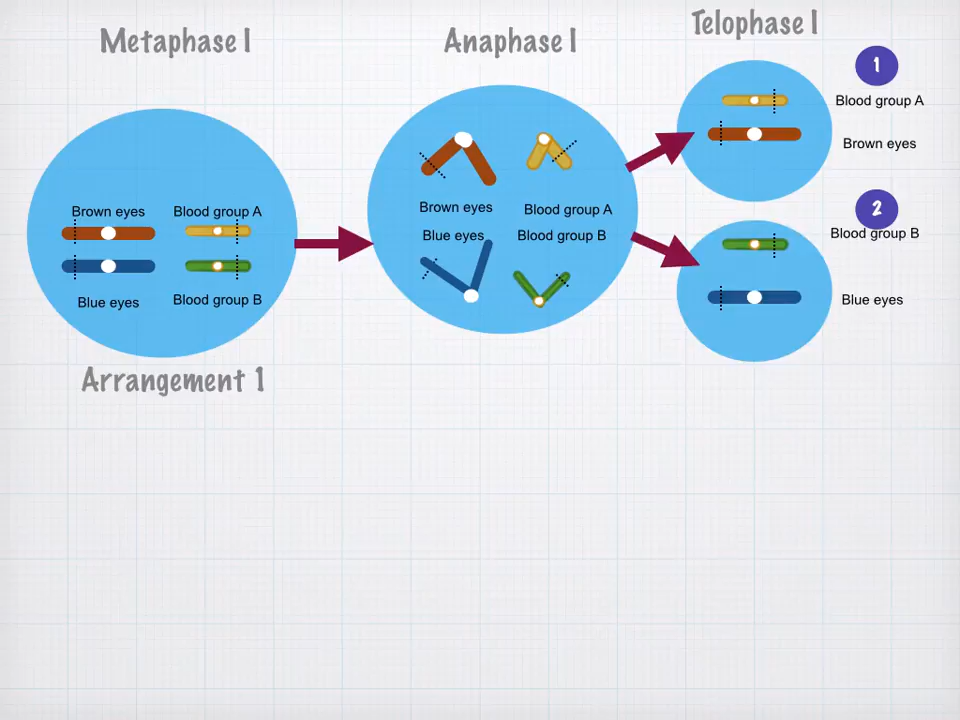 Metaphase I
Anaphase I
Telophase I
1
Blood group A
Brown eyes
2
Blood group B
Blue eyes
Brown eyes
Blood group A
Blue eyes
Blood group B
Brown eyes
Blood group A
Blue eyes
Blood group B
Arrangement 1